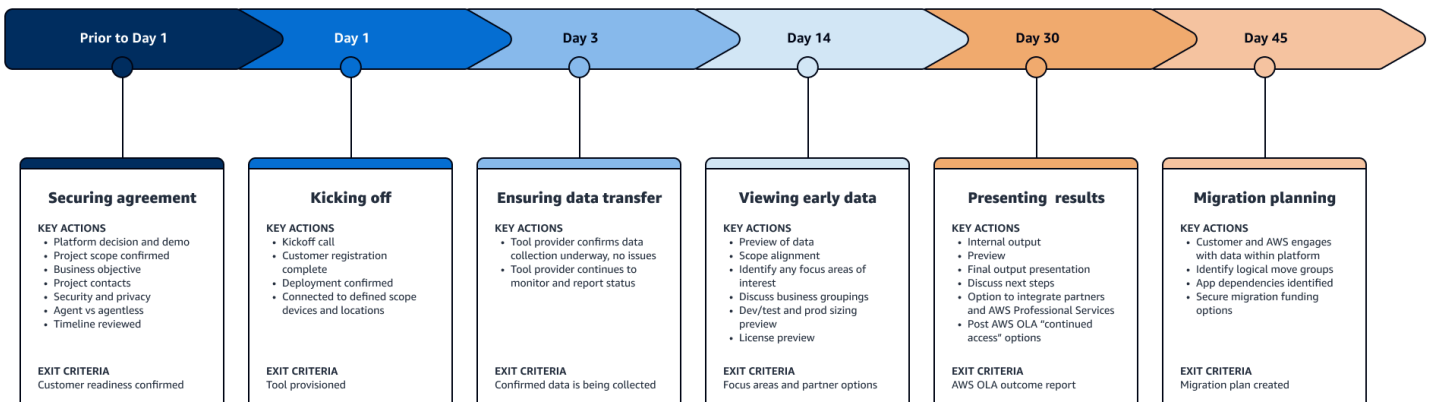 Prior to Day 1
Day 1
Day 3
Day 14
Day 30
Day 45
Securing agreement
KEY ACTIONS
• Platform decision and demo
• Project scope confirmed
• Business objective
• Project contacts
• Security and privacy
• Agent vs agentless
• Timeline reviewed
EXIT CRITERIA
Customer readiness confirmed
Kicking off
KEY ACTIONS
• Kickoff call
• Customer registration
complete
• Deployment confirmed
• Connected to defined scope
devices and locations
EXIT CRITERIA
Tool provisioned
Ensuring data transfer
KEY ACTIONS
• Tool provider confirms data
collection underway, no issues
• Tool provider continues to
monitor and report status
EXIT CRITERIA
Confirmed data is being collected
Viewing early data
KEY ACTIONS
• Preview of data
• Scope alignment
• Identify any focus areas of
interest
• Discuss business groupings
• Dev/test and prod sizing
preview
• License preview
EXIT CRITERIA
Focus areas and partner options
Presenting results
KEY ACTIONS
• Internal output
• Preview
• Final output presentation
• Discuss next steps
• Option to integrate partners
and AWS Professional Services
• Post AWS OLA “continued
access” options
EXIT CRITERIA
AWS OLA outcome report
Migration planning
KEY ACTIONS
• Customer and AWS engages
with data within platform
• Identify logical move groups
• App dependencies identified
• Secure migration funding
options
EXIT CRITERIA
Migration plan created